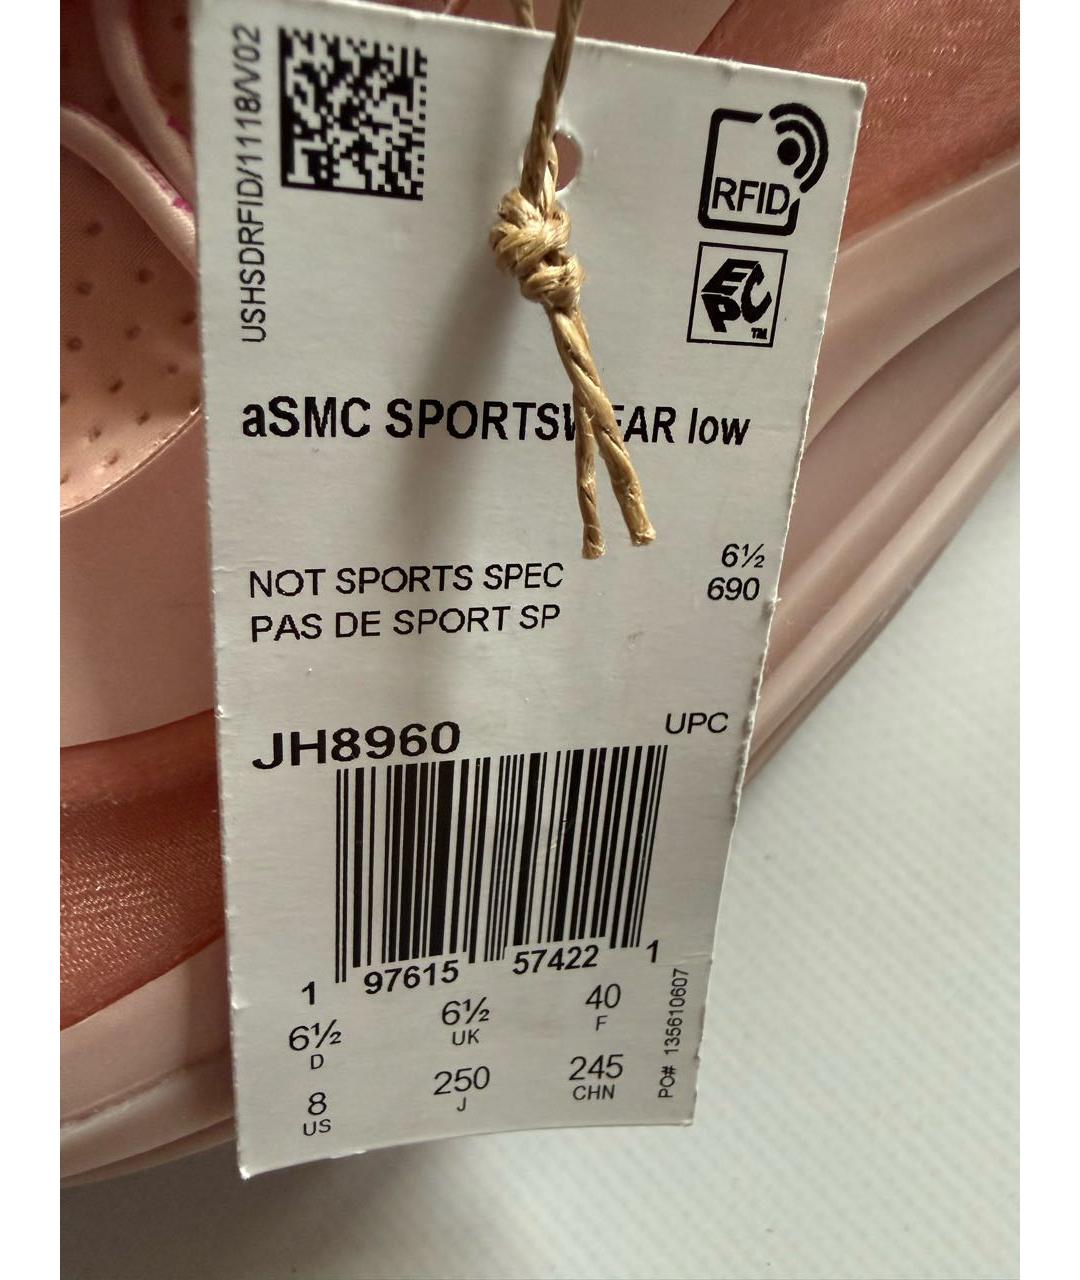 USHSDRFID/1118/V02
RFID
EPC
TM
aSMC SPORTSWEAR low
6½
690
NOT SPORTS SPEC
PAS DE SPORT SP
UPC
JH8960
1 97615 57422 1
6½ 6½ 40
D UK F
8 250 245
US J CHN
PO# 135610607